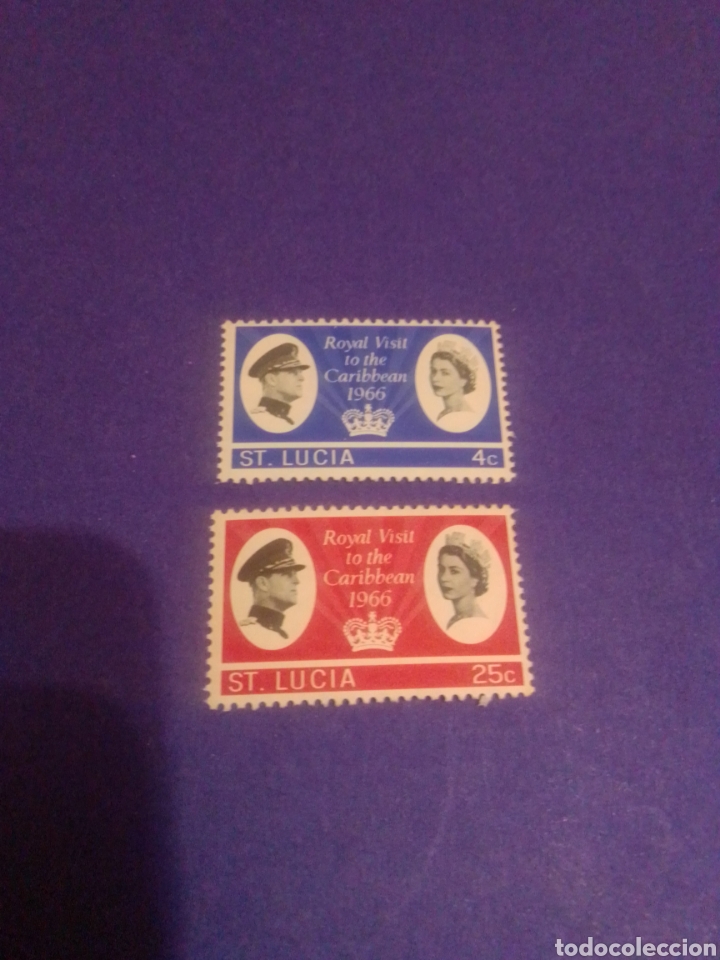 Royal Visit
to the
Caribbean
1966
ST. LUCIA 4c
Royal Visit
to the
Caribbean
1966
ST. LUCIA 25c
todocoleccion